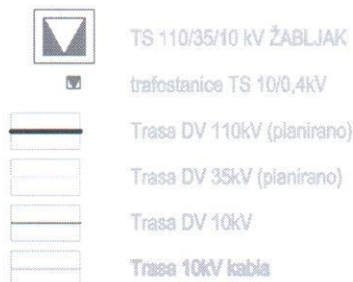 TS 110/35/10 kV ŽABLJAK
trafostanice TS 10/0,4kV
Trasa DV 110kV (planirano)
Trasa DV 35kV (planirano)
Trasa DV 10kV
Trasa 10kV kabla